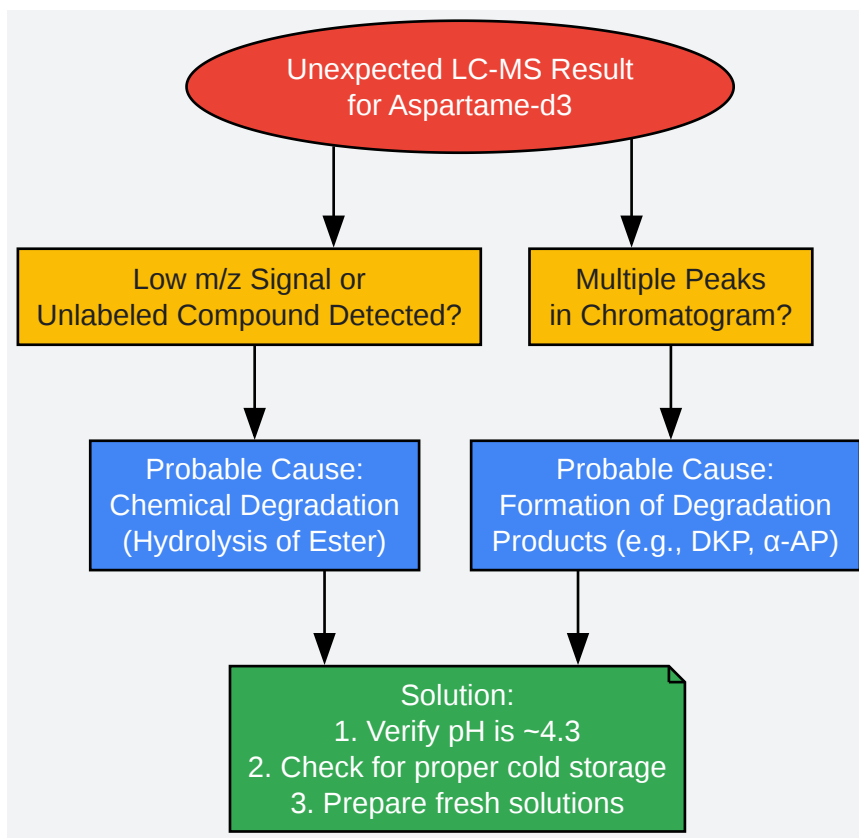 Unexpected LC-MS Result
for Aspartame-d3
Low m/z Signal or
Unlabeled Compound Detected?
Multiple Peaks
in Chromatogram?
Probable Cause:
Chemical Degradation
(Hydrolysis of Ester)
Probable Cause:
Formation of Degradation
Products (e.g., DKP, α-AP)
Solution:
1. Verify pH is ~4.3
2. Check for proper cold storage
3. Prepare fresh solutions